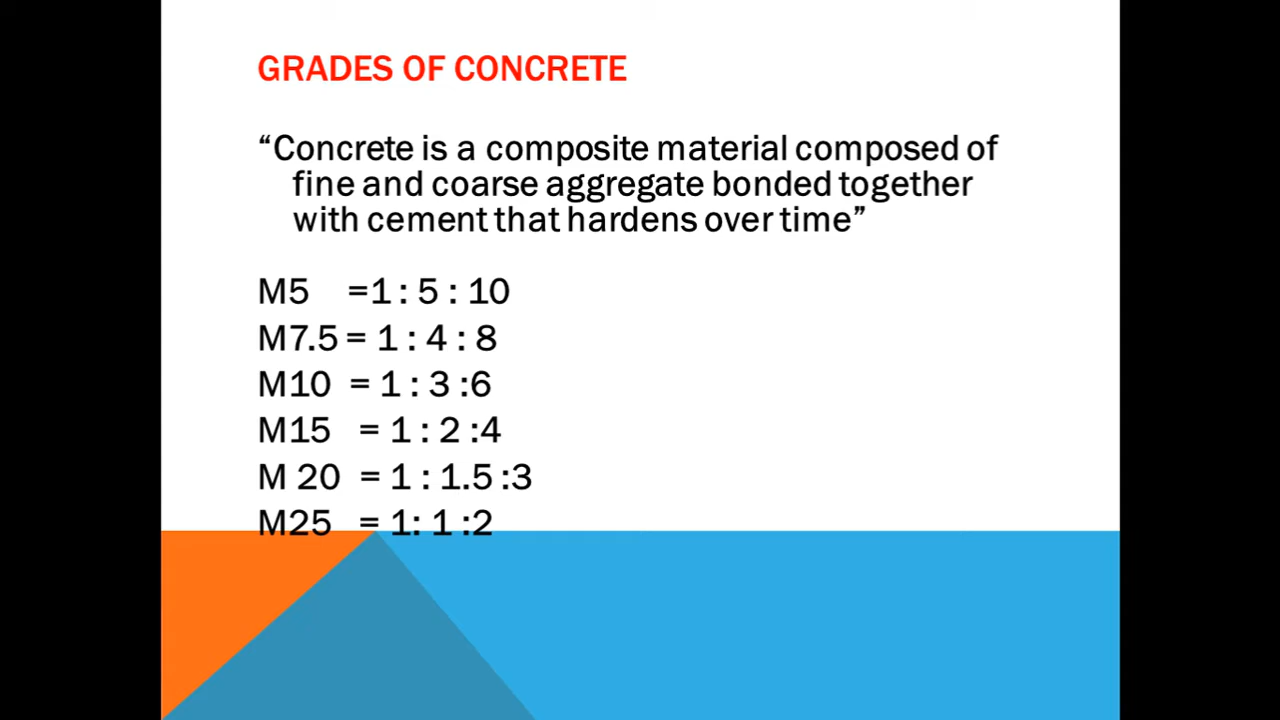 GRADES OF CONCRETE
“Concrete is a composite material composed of
fine and coarse aggregate bonded together
with cement that hardens over time”
M5 =1 : 5 : 10
M7.5 = 1 : 4 : 8
M10 = 1 : 3 :6
M15 = 1 : 2 :4
M 20 = 1 : 1.5 :3
M25 = 1: 1 :2